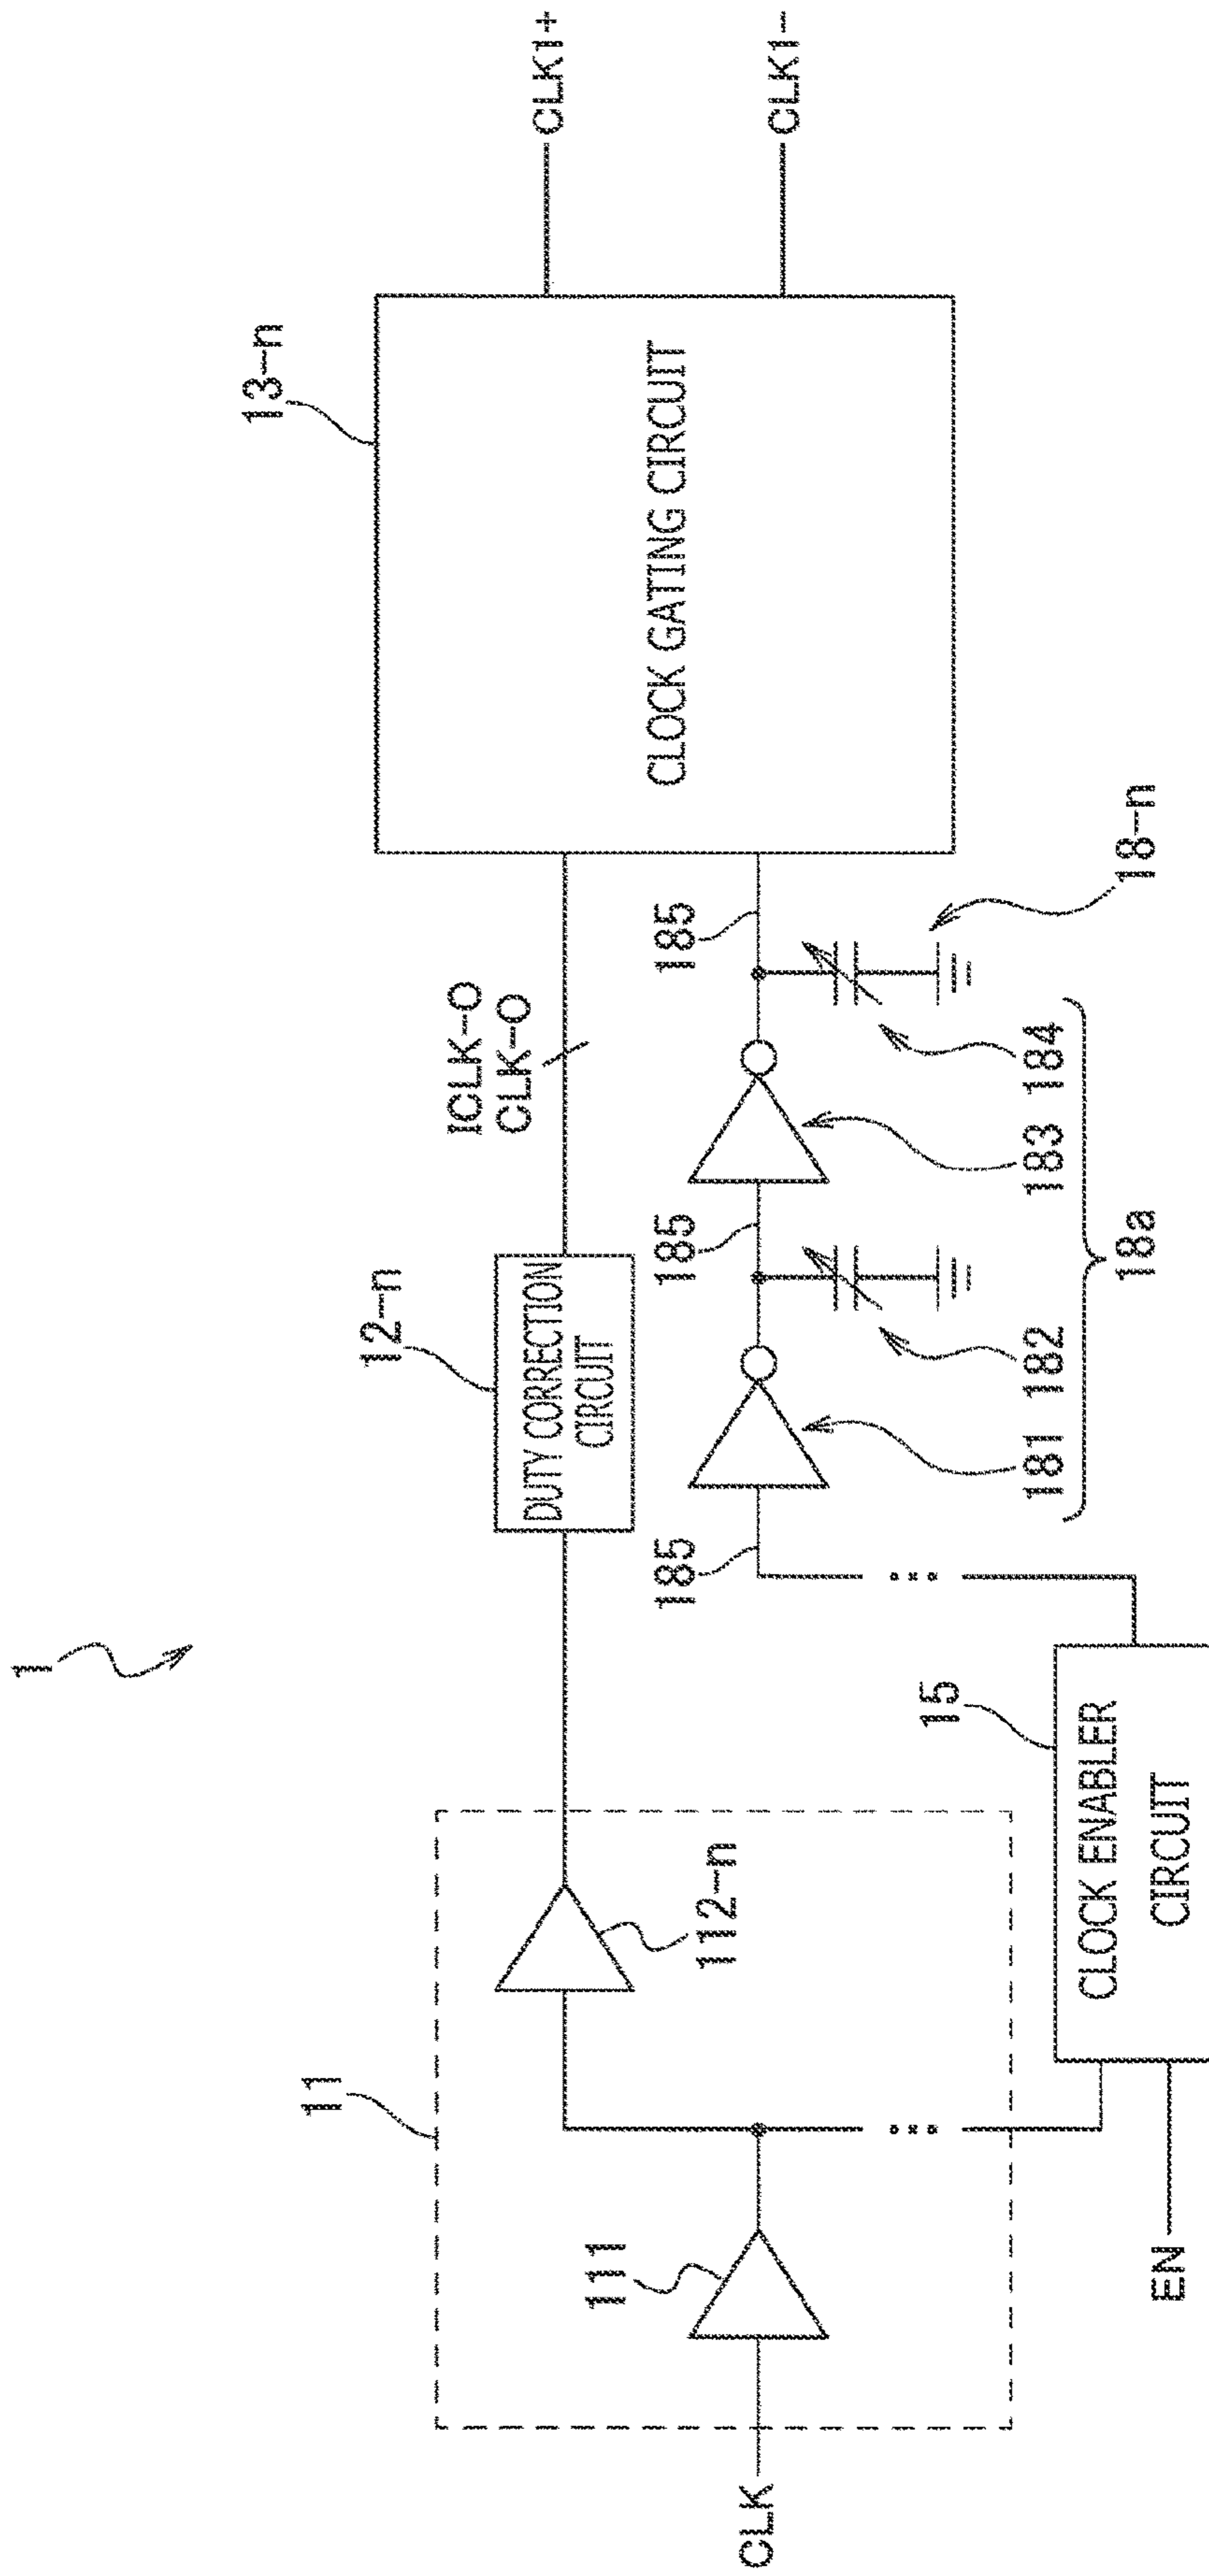 1
11
CLK
111
112-n
EN
15
CLOCK ENABLER
CIRCUIT
12-n
DUTY CORRECTION
CIRCUIT
ICLK-O
CLK-O
185
185
185
181
182
183
184
18a
18-n
13-n
CLOCK GATING CIRCUIT
CLK1+
CLK1-